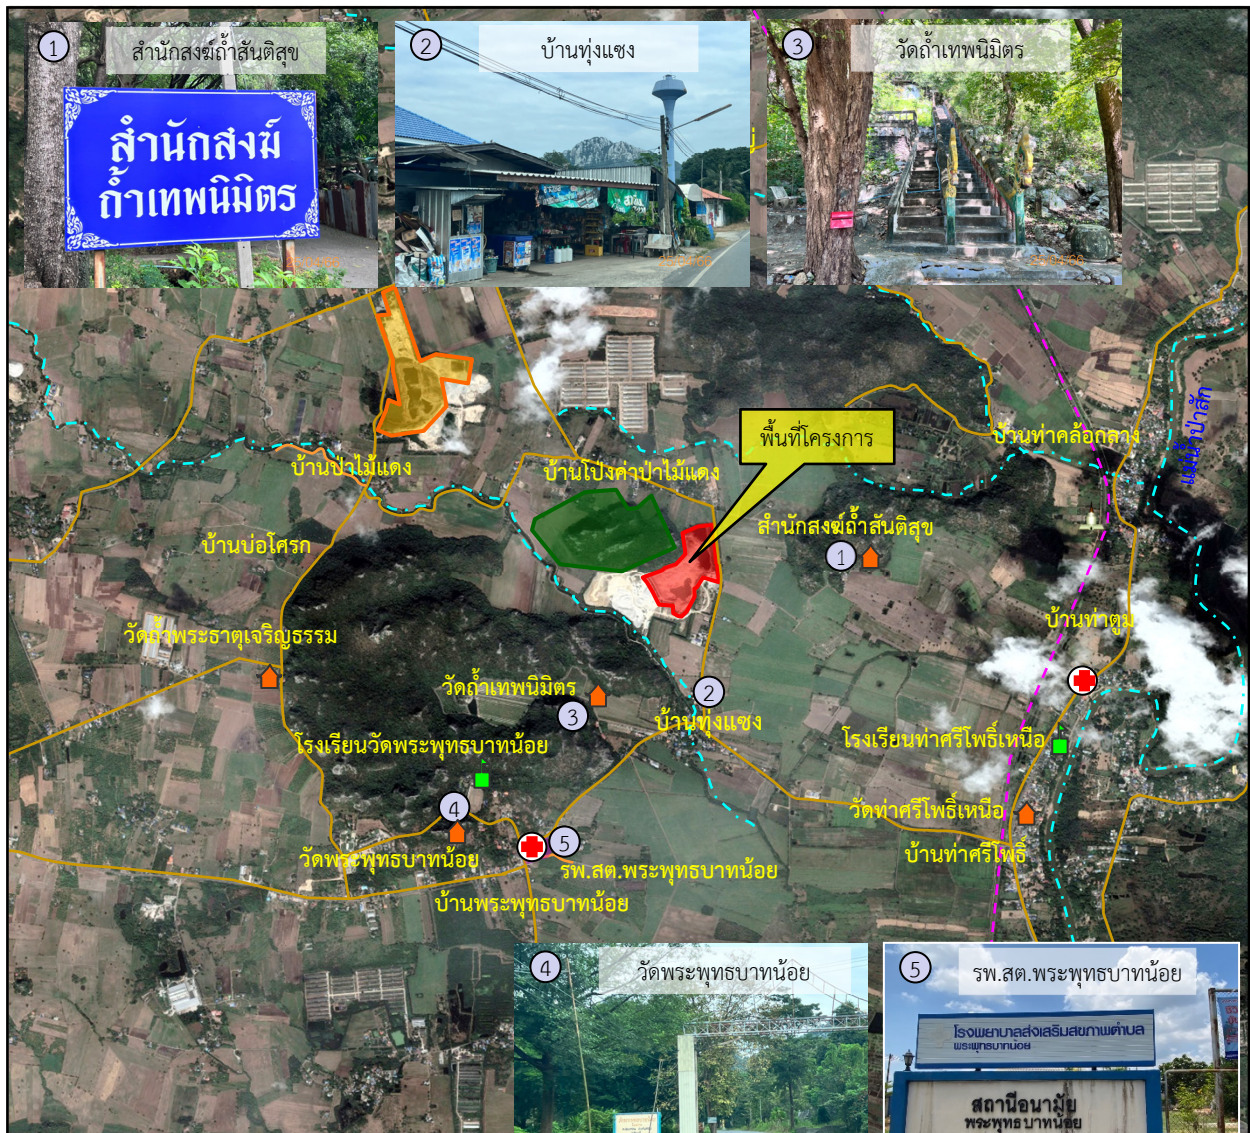 1
สำนักสงฆ์ถ้ำสันติสุข
สำนักสงฆ์
ถ้ำเทพนิมิตร
2
บ้านทุ่งแซง
3
วัดถ้ำเทพนิมิตร
พื้นที่โครงการ
บ้านท่าคล้อกลาง
แม่น้ำป่าสัก
บ้านป่าไม้แดง
บ้านโป่งค่าป่าไม้แดง
สำนักสงฆ์ถ้ำสันติสุข
1
บ้านบ่อโศรก
บ้านท่าตูม
วัดถ้ำพระธาตุเจริญธรรม
วัดถ้ำเทพนิมิตร
3
2
บ้านทุ่งแซง
โรงเรียนวัดพระพุทธบาทน้อย
โรงเรียนท่าศรีโพธิ์เหนือ
4
วัดท่าศรีโพธิ์เหนือ
5
วัดพระพุทธบาทน้อย
บ้านท่าศรีโพธิ์
รพ.สต.พระพุทธบาทน้อย
บ้านพระพุทธบาทน้อย
4
วัดพระพุทธบาทน้อย
5
รพ.สต.พระพุทธบาทน้อย
โรงพยาบาลส่งเสริมสุขภาพตำบล
พระพุทธบาทน้อย
สถานีอนามัย
พระพุทธบาทน้อย